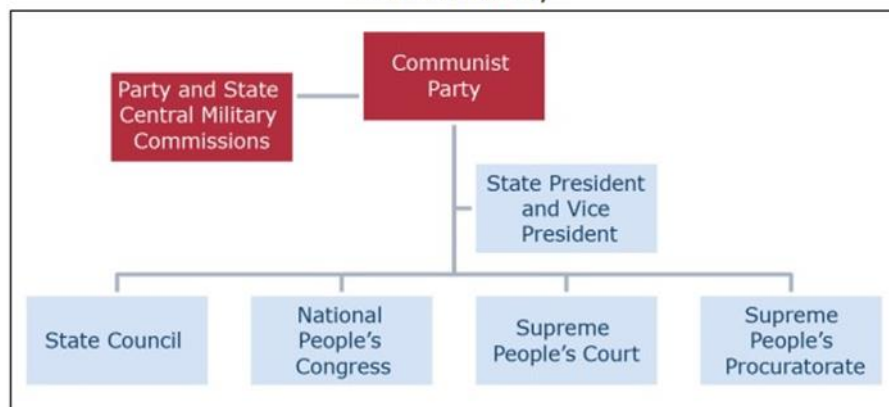 Communist
Party
Party and State
Central Military
Commissions
State President
and Vice
President
State Council
National
People's
Congress
Supreme
People's Court
Supreme
People's
Procuratorate